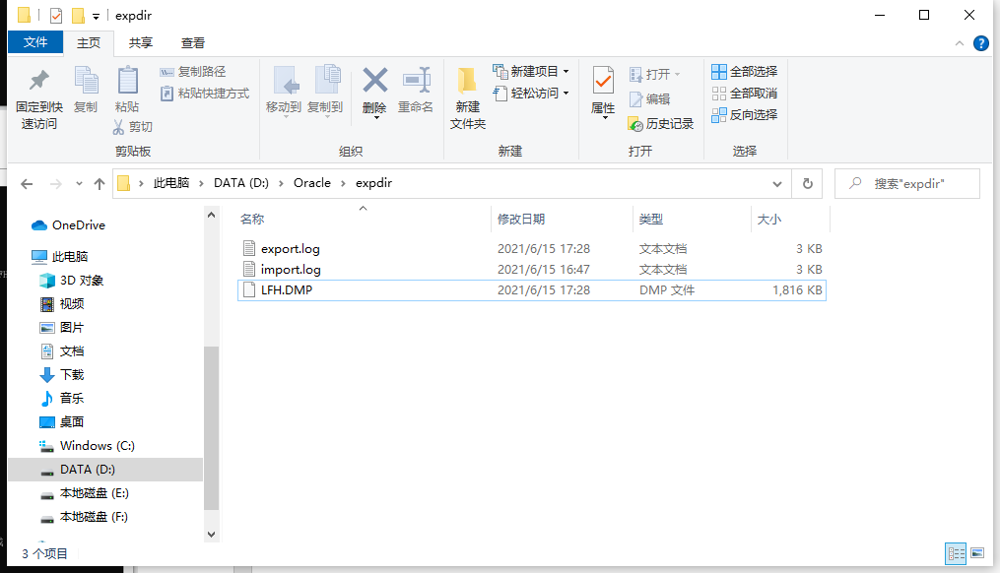 expdir
文件 主页 共享 查看
固定到快速访问
复制
粘贴
复制路径
粘贴快捷方式
剪切
剪贴板
移动到
复制到
删除
重命名
组织
新建文件夹
新建项目
轻松访问
新建
属性
打开
编辑
历史记录
打开
全部选择
全部取消
反向选择
选择
此电脑 DATA (D:) Oracle expdir
搜索"expdir"
OneDrive
此电脑
3D 对象
视频
图片
文档
下载
音乐
桌面
Windows (C:)
DATA (D:)
本地磁盘 (E:)
本地磁盘 (F:)
名称 修改日期 类型 大小
export.log 2021/6/15 17:28 文本文档 3 KB
import.log 2021/6/15 16:47 文本文档 3 KB
LFH.DMP 2021/6/15 17:28 DMP 文件 1,816 KB
3 个项目